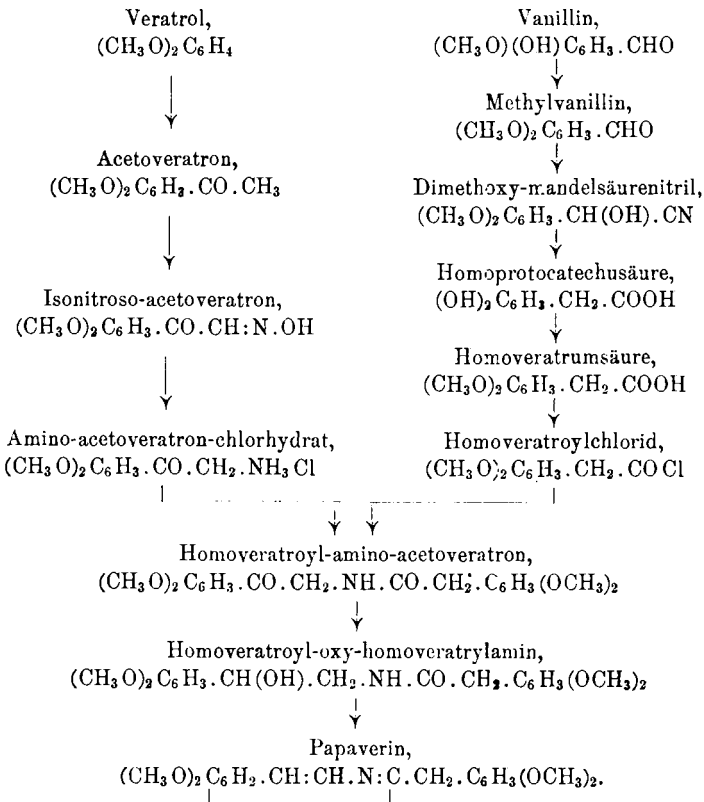 Veratrol,
(CH₃O)₂C₆H₄
Acetoveratron,
(CH₃O)₂C₆H₃.CO.CH₃
Isonitroso-acetoveratron,
(CH₃O)₂C₆H₃.CO.CH:N.OH
Amino-acetoveratron-chlorhydrat,
(CH₃O)₂C₆H₃.CO.CH₂.NH₃Cl
Vanillin,
(CH₃O)(OH)C₆H₃.CHO
Methylvanillin,
(CH₃O)₂C₆H₃.CHO
Dimethoxy-mandelsäurenitril,
(CH₃O)₂C₆H₃.CH(OH).CN
Homoprotocatechusäure,
(OH)₂C₆H₃.CH₂.COOH
Homoveratrumsäure,
(CH₃O)₂C₆H₃.CH₂.COOH
Homoveratroylchlorid,
(CH₃O)₂C₆H₃.CH₂.COCl
Homoveratroyl-amino-acetoveratron,
(CH₃O)₂C₆H₃.CO.CH₂.NH.CO.CH₂.C₆H₃(OCH₃)₂
Homoveratroyl-oxy-homoveratrylamin,
(CH₃O)₂C₆H₃.CH(OH).CH₂.NH.CO.CH₂.C₆H₃(OCH₃)₂
Papaverin,
(CH₃O)₂C₆H₂.CH:CH.N:C.CH₂.C₆H₃(OCH₃)₂.